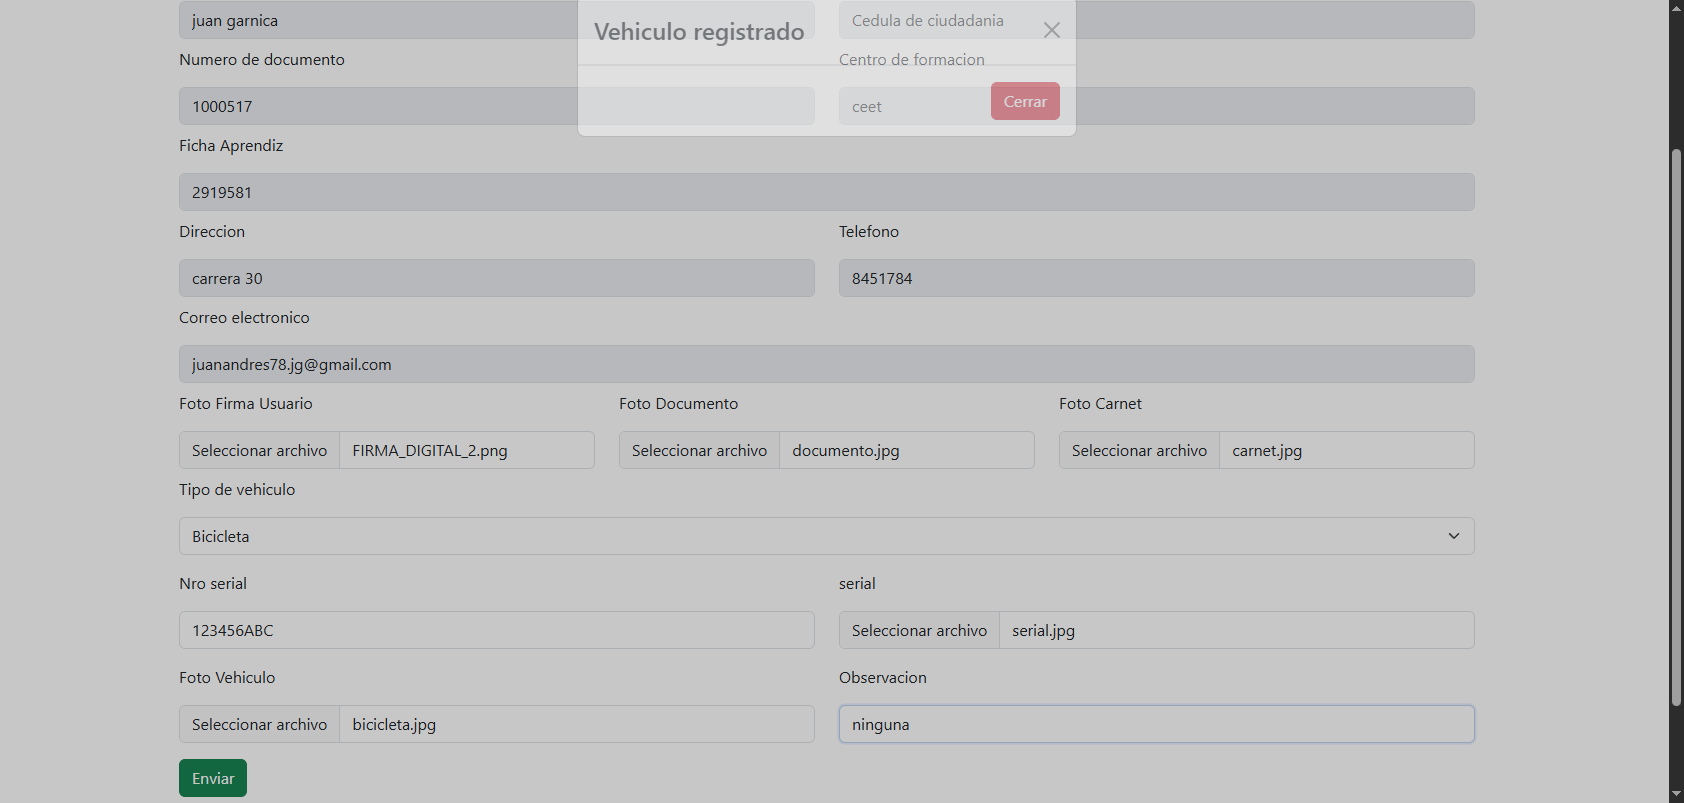 juan garnica
Cedula de ciudadania
Vehiculo registrado
Numero de documento
Centro de formacion
1000517
ceet
Cerrar
Ficha Aprendiz
2919581
Direccion
Telefono
carrera 30
8451784
Correo electronico
juanandres78.jg@gmail.com
Foto Firma Usuario
Foto Documento
Foto Carnet
Seleccionar archivo FIRMA_DIGITAL_2.png
Seleccionar archivo documento.jpg
Seleccionar archivo carnet.jpg
Tipo de vehiculo
Bicicleta
Nro serial
serial
123456ABC
Seleccionar archivo serial.jpg
Foto Vehiculo
Observacion
Seleccionar archivo bicicleta.jpg
ninguna
Enviar